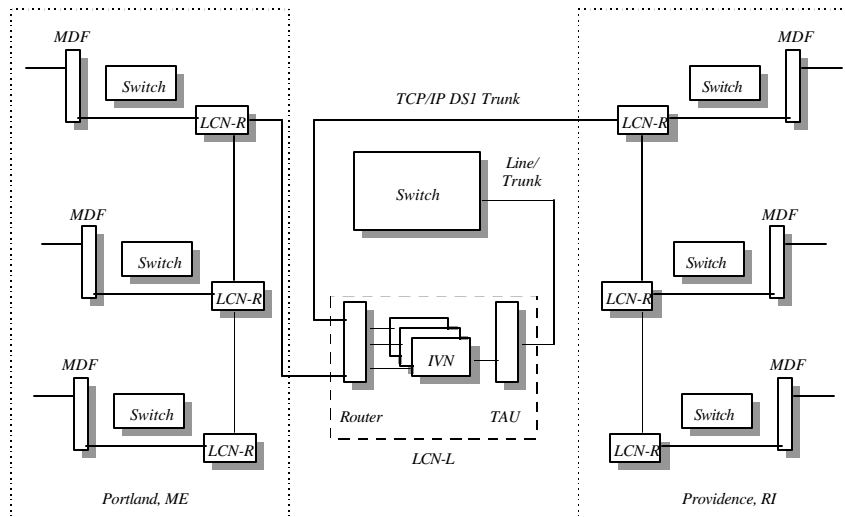 MDF
Switch
LCN-R
MDF
Switch
LCN-R
MDF
Switch
LCN-R
Portland, ME
TCP/IP DS1 Trunk
Switch
Line/
Trunk
IVN
Router
TAU
LCN-L
MDF
Switch
LCN-R
MDF
Switch
LCN-R
MDF
Switch
LCN-R
Providence, RI